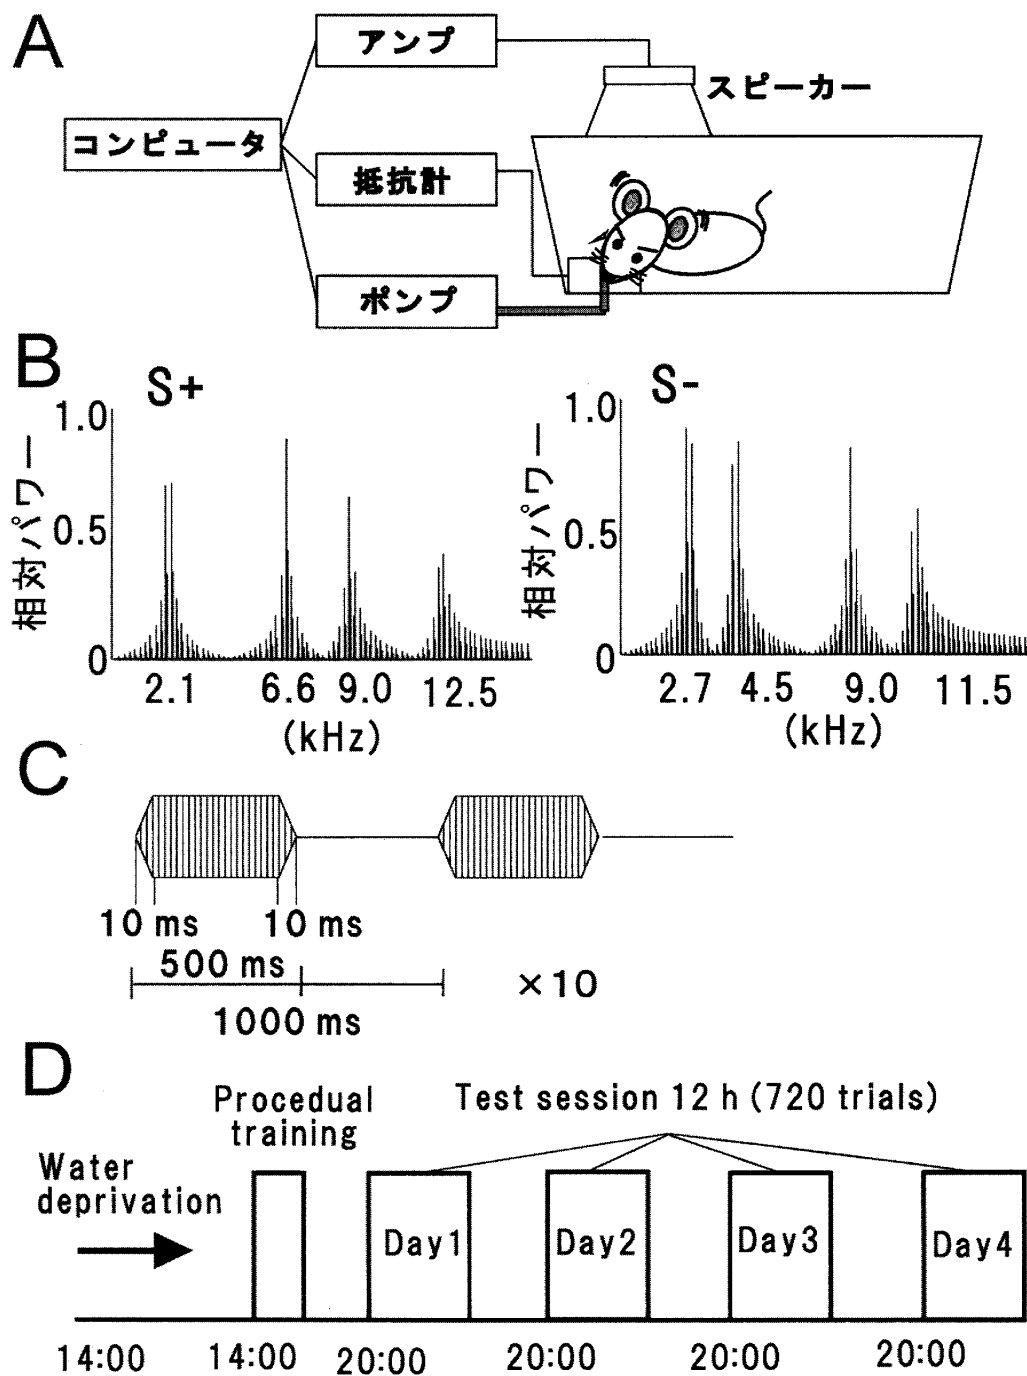 A
アンプ
スピーカー
コンピュータ
抵抗計
ポンプ
B
S+
相対パワー
1.0
0.5
0
2.1
6.6
9.0
12.5
(kHz)
S-
相対パワー
1.0
0.5
0
2.7
4.5
9.0
11.5
(kHz)
C
10 ms
10 ms
500 ms
×10
1000 ms
D
Procedual
training
Test session 12 h (720 trials)
Water
deprivation
Day1
Day2
Day3
Day4
14:00
14:00
20:00
20:00
20:00
20:00